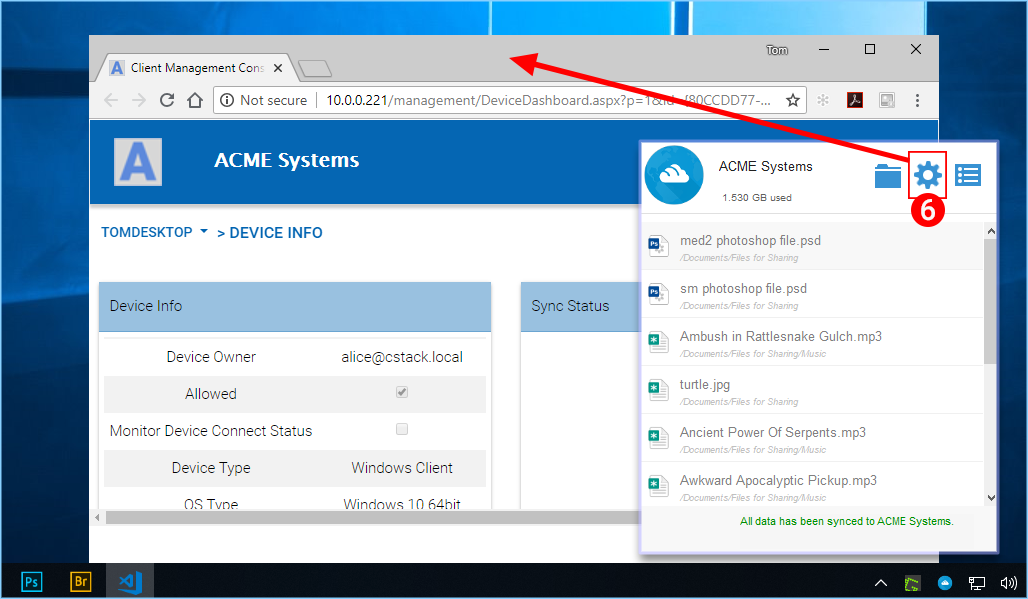 Tom
A Client Management Cons
Not secure
10.0.0.221/management/DeviceDashboard.aspx?p=1&id={80CCDD77-...
A
ACME Systems
TOMDESKTOP > DEVICE INFO
Device Info
Device Owner alice@cstack.local
Allowed
Monitor Device Connect Status
Device Type Windows Client
OS Type Windows 10 64bit
Sync Status
ACME Systems
1.530 GB used
6
Ps med2 photoshop file.psd
/Documents/Files for Sharing
Ps sm photoshop file.psd
/Documents/Files for Sharing
Ambush in Rattlesnake Gulch.mp3
/Documents/Files for Sharing/Music
turtle.jpg
/Documents/Files for Sharing
Ancient Power Of Serpents.mp3
/Documents/Files for Sharing/Music
Awkward Apocalyptic Pickup.mp3
/Documents/Files for Sharing/Music
All data has been synced to ACME Systems.
Ps Br